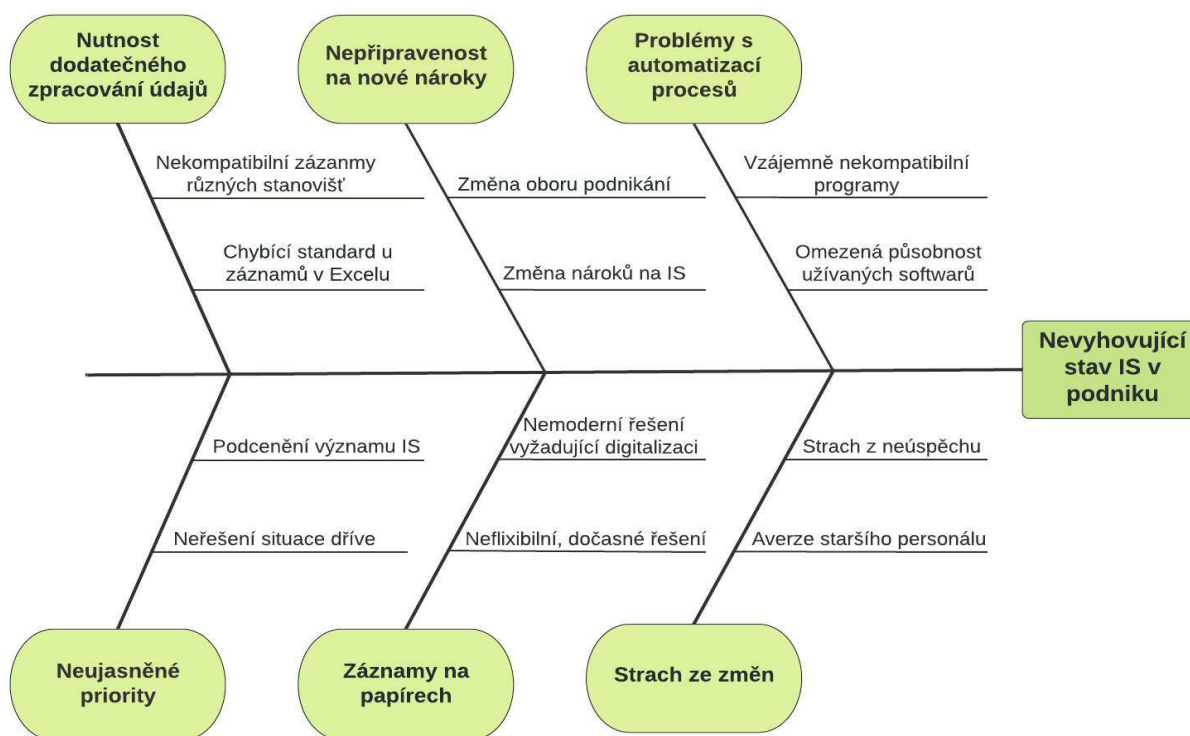 Nutnost
dodatečného
zpracování údajů
Nepřipravenost
na nové nároky
Problémy s
automatizací
procesů
Nekompatibilní zázanmy
různých stanovišť
Změna oboru podnikání
Vzájemně nekompatibilní
programy
Chybící standard u
záznamů v Excelu
Změna nároků na IS
Omezená působnost
užívaných softwarů
Nevyhovující
stav IS v
podniku
Podcenění významu IS
Nemoderní řešení
vyžadující digitalizaci
Strach z neúspěchu
Neřešení situace dříve
Neflixibilní, dočasné řešení
Averze staršího personálu
Neujasněné
priority
Záznamy na
papírech
Strach ze změn